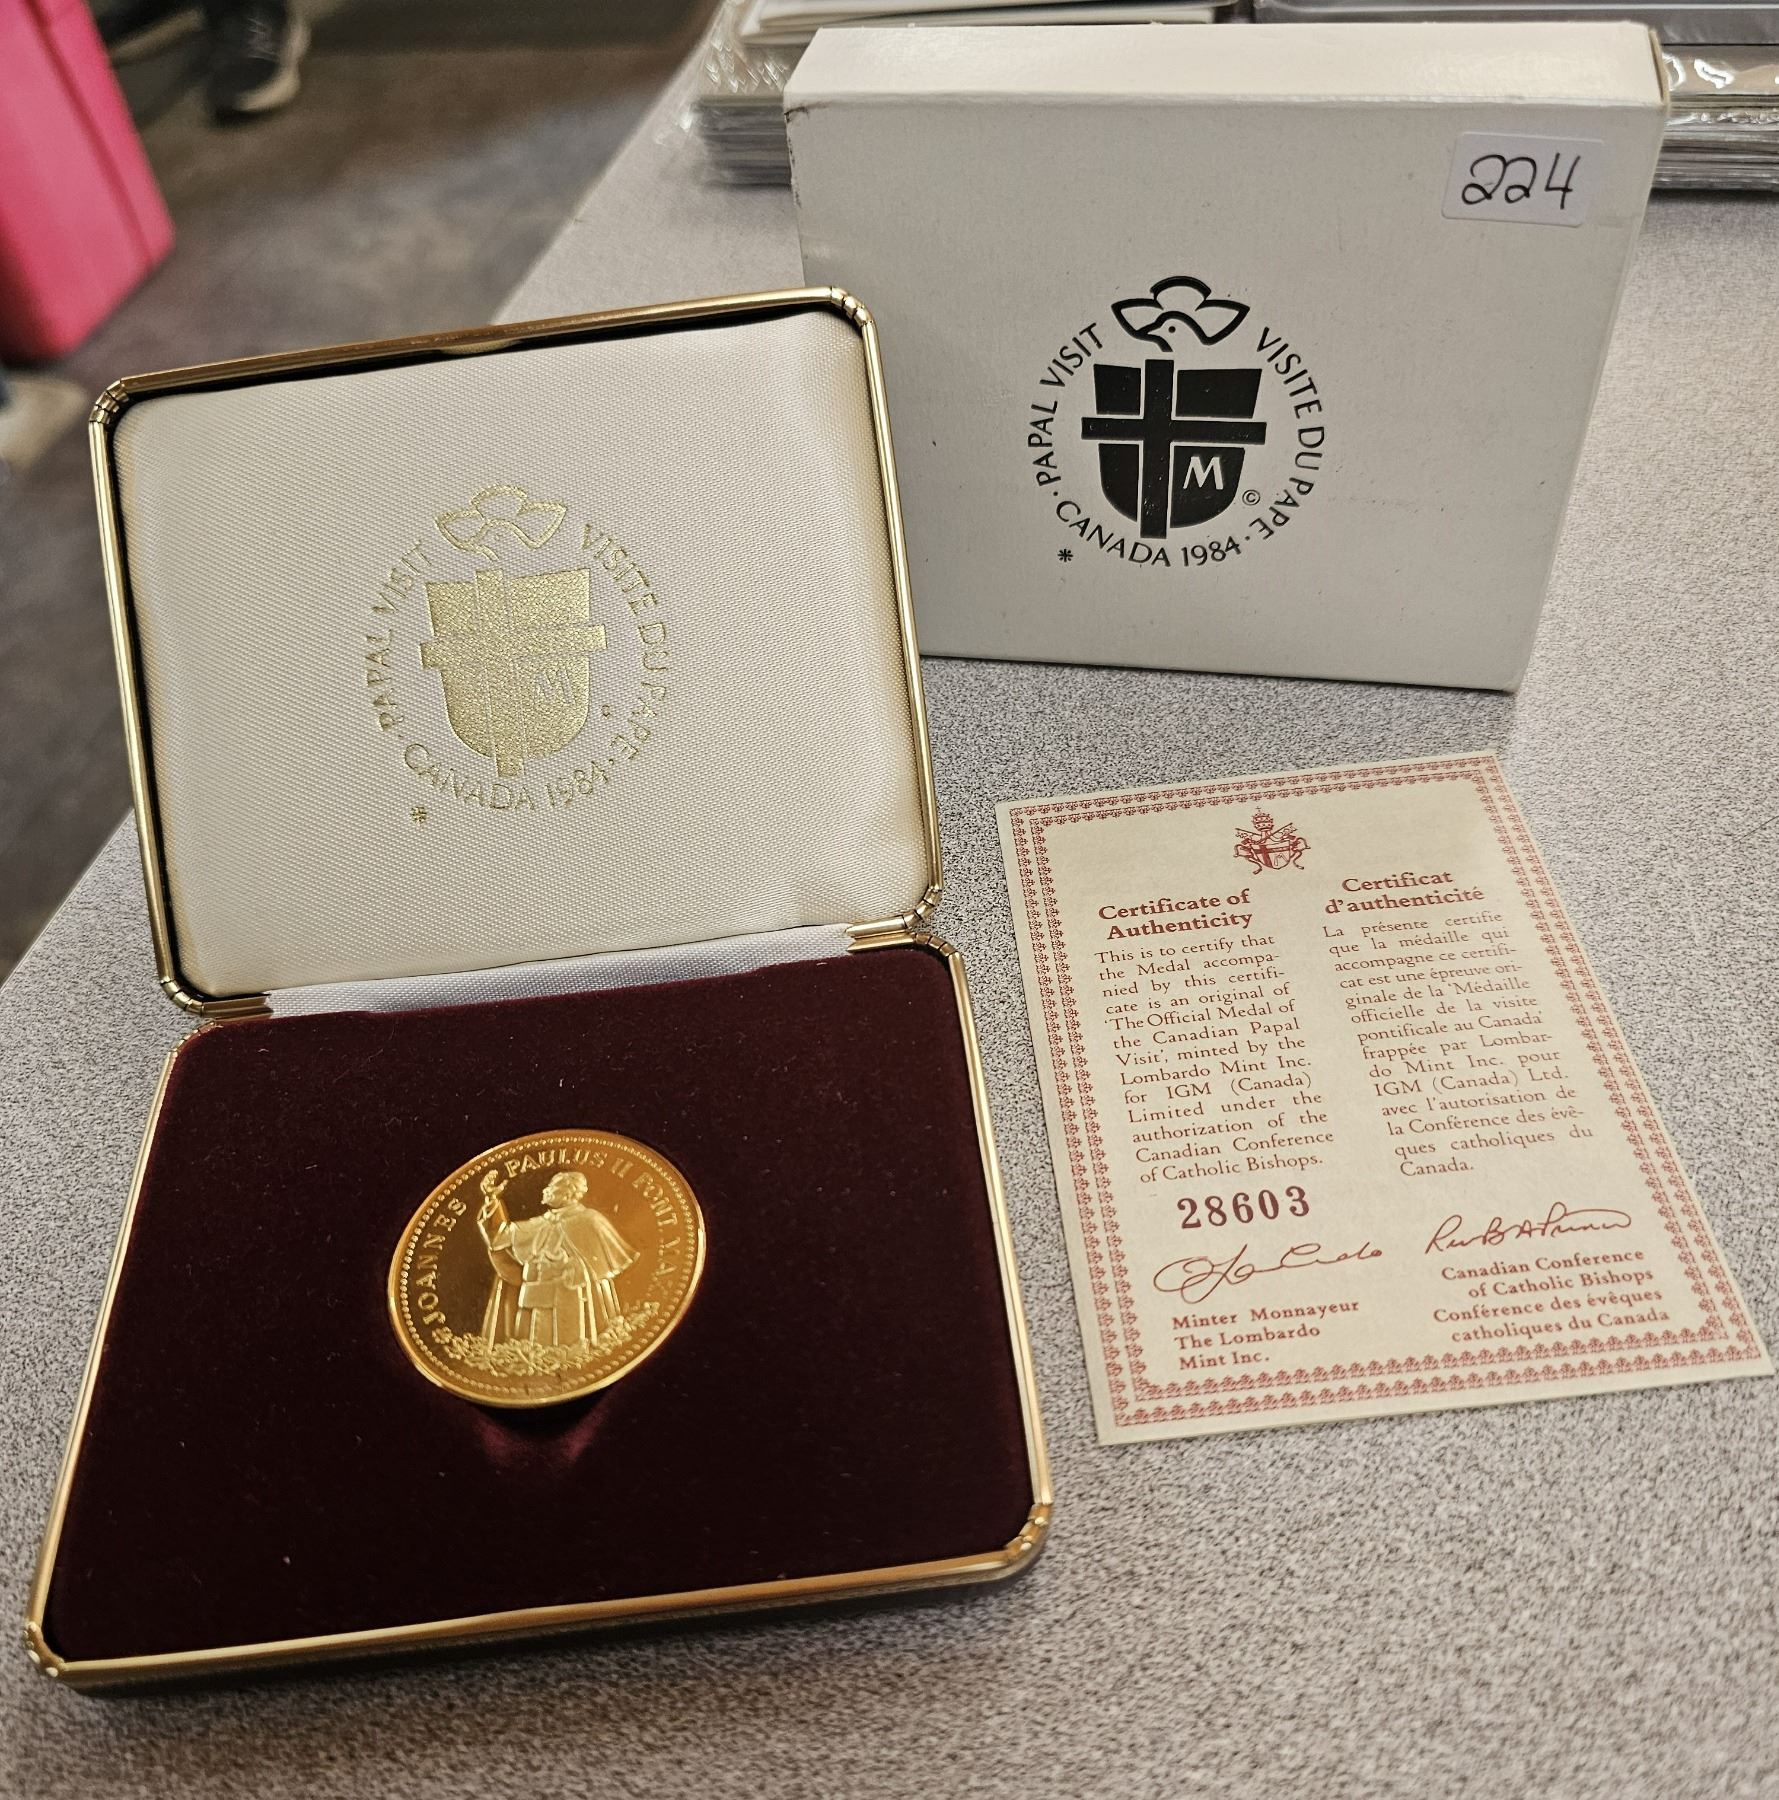 224
PAPAL VISIT · VISITE DU PAPE ·
CANADA 1984 ·
©
M
*
PAPAL VISIT · VISITE DU PAPE ·
CANADA 1984 ·
©
M
*
JOANNES PAULUS II PONT MAX
Certificate of
Authenticity
This is to certify that
the Medal accompa-
nied by this certifi-
cate is an original of
'The Official Medal of
the Canadian Papal
Visit', minted by the
Lombardo Mint Inc.
for IGM (Canada)
Limited under the
authorization of the
Canadian Conference
of Catholic Bishops.
28603
Minter Monnayeur
The Lombardo
Mint Inc.
Certificat
d'authenticité
La présente certifie
que la médaille qui
accompagne ce certifi-
cat est une épreuve ori-
ginale de la 'Médaille
officielle de la visite
pontificale au Canada'
frappée par Lombar-
do Mint Inc. pour
IGM (Canada) Ltd.
avec l'autorisation de
la Conférence des évê-
ques catholiques du
Canada.
Canadian Conference
of Catholic Bishops
Conférence des évêques
catholiques du Canada